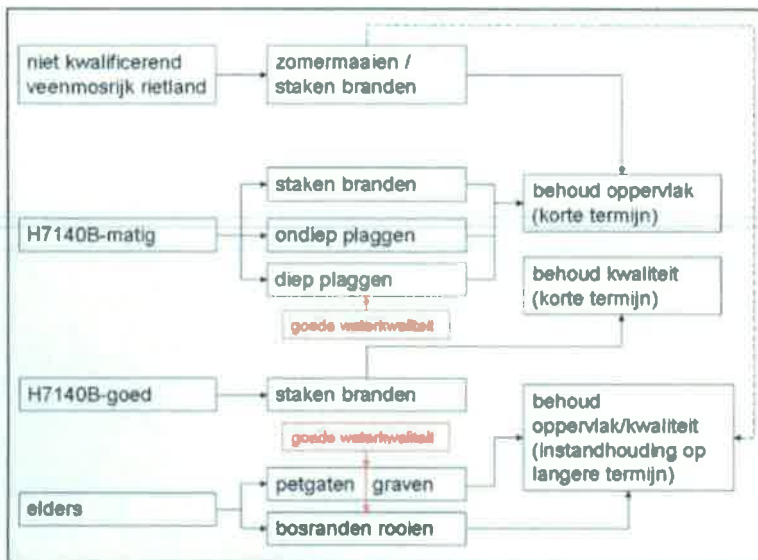 niet kwalificerend
veenmosrijk rietland
zomermaaien /
staken branden
H7140B-matig
staken branden
ondiep plaggen
diep plaggen
goede waterkwaliteit
behoud oppervlak
(korte termijn)
behoud kwaliteit
(korte termijn)
H7140B-goed
staken branden
goede waterkwaliteit
elders
petgaten graven
bosranden rooien
behoud
oppervlak/kwaliteit
(instandhouding op
langere termijn)